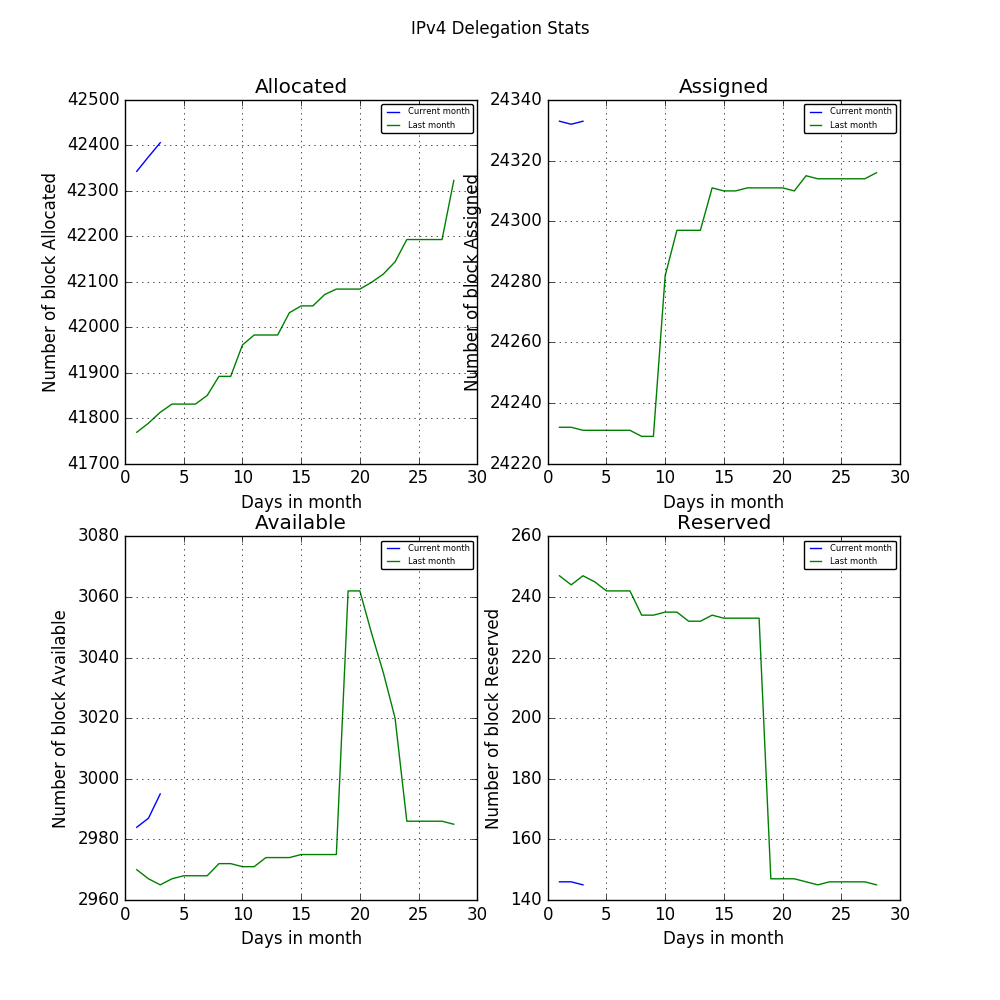 IPv4 Delegation Stats
Allocated
Number of block Allocated
42500
42400
42300
42200
42100
42000
41900
41800
41700
0 5 10 15 20 25 30
Days in month
Current month
Last month
Assigned
Number of block Assigned
24340
24320
24300
24280
24260
24240
24220
0 5 10 15 20 25 30
Days in month
Current month
Last month
Available
Number of block Available
3080
3060
3040
3020
3000
2980
2960
0 5 10 15 20 25 30
Days in month
Current month
Last month
Reserved
Number of block Reserved
260
240
220
200
180
160
140
0 5 10 15 20 25 30
Days in month
Current month
Last month